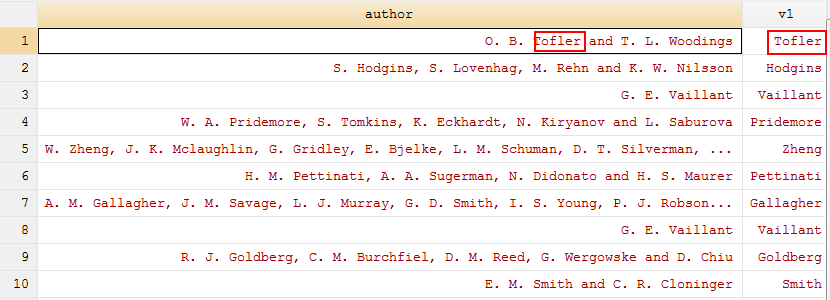 author v1
1 O. B. Tofler and T. L. Woodings Tofler
2 S. Hodgins, S. Lovenhag, M. Rehn and K. W. Nilsson Hodgins
3 G. E. Vaillant Vaillant
4 W. A. Pridemore, S. Tomkins, K. Eckhardt, N. Kiryanov and L. Saburova Pridemore
5 W. Zheng, J. K. Mclaughlin, G. Gridley, E. Bjelke, L. M. Schuman, D. T. Silverman, ... Zheng
6 H. M. Pettinati, A. A. Sugerman, N. Didonato and H. S. Maurer Pettinati
7 A. M. Gallagher, J. M. Savage, L. J. Murray, G. D. Smith, I. S. Young, P. J. Robson... Gallagher
8 G. E. Vaillant Vaillant
9 R. J. Goldberg, C. M. Burchfiel, D. M. Reed, G. Wergowske and D. Chiu Goldberg
10 E. M. Smith and C. R. Cloninger Smith